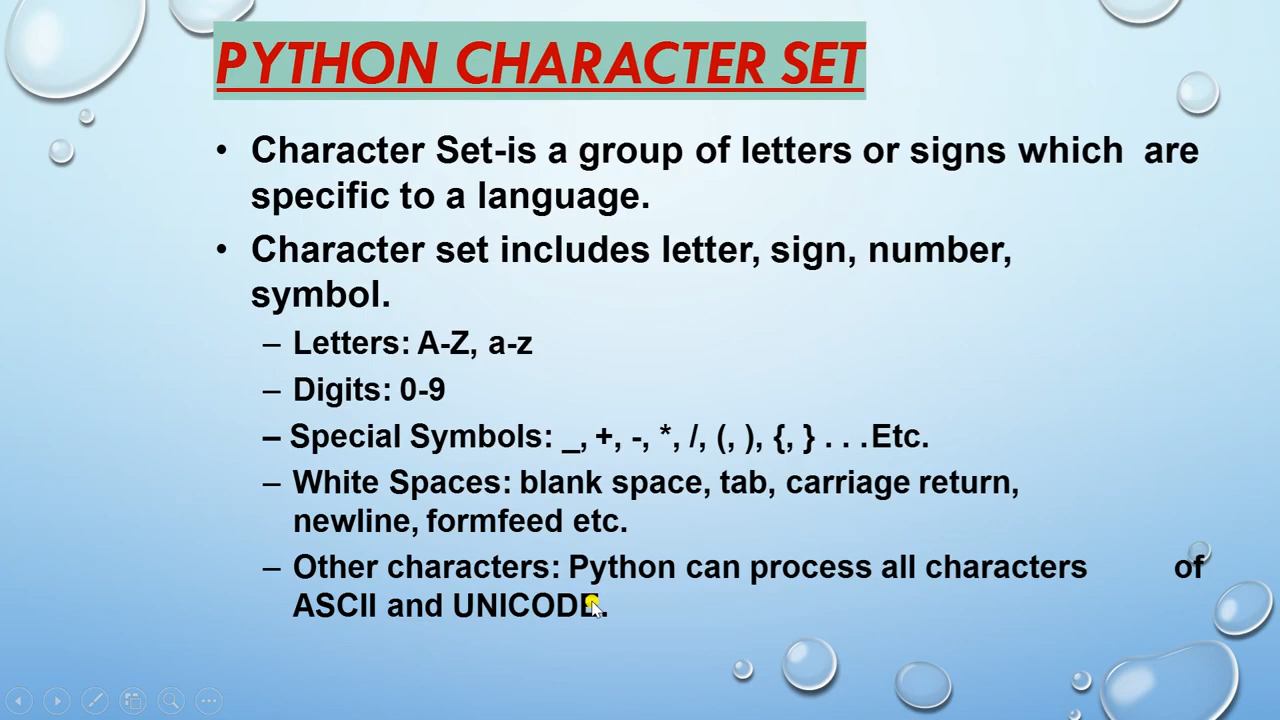 PYTHON CHARACTER SET
• Character Set-is a group of letters or signs which are
specific to a language.
• Character set includes letter, sign, number,
symbol.
– Letters: A-Z, a-z
– Digits: 0-9
– Special Symbols: _, +, -, *, /, (, ), {, } . . . Etc.
– White Spaces: blank space, tab, carriage return,
newline, formfeed etc.
– Other characters: Python can process all characters of
ASCII and UNICODE.